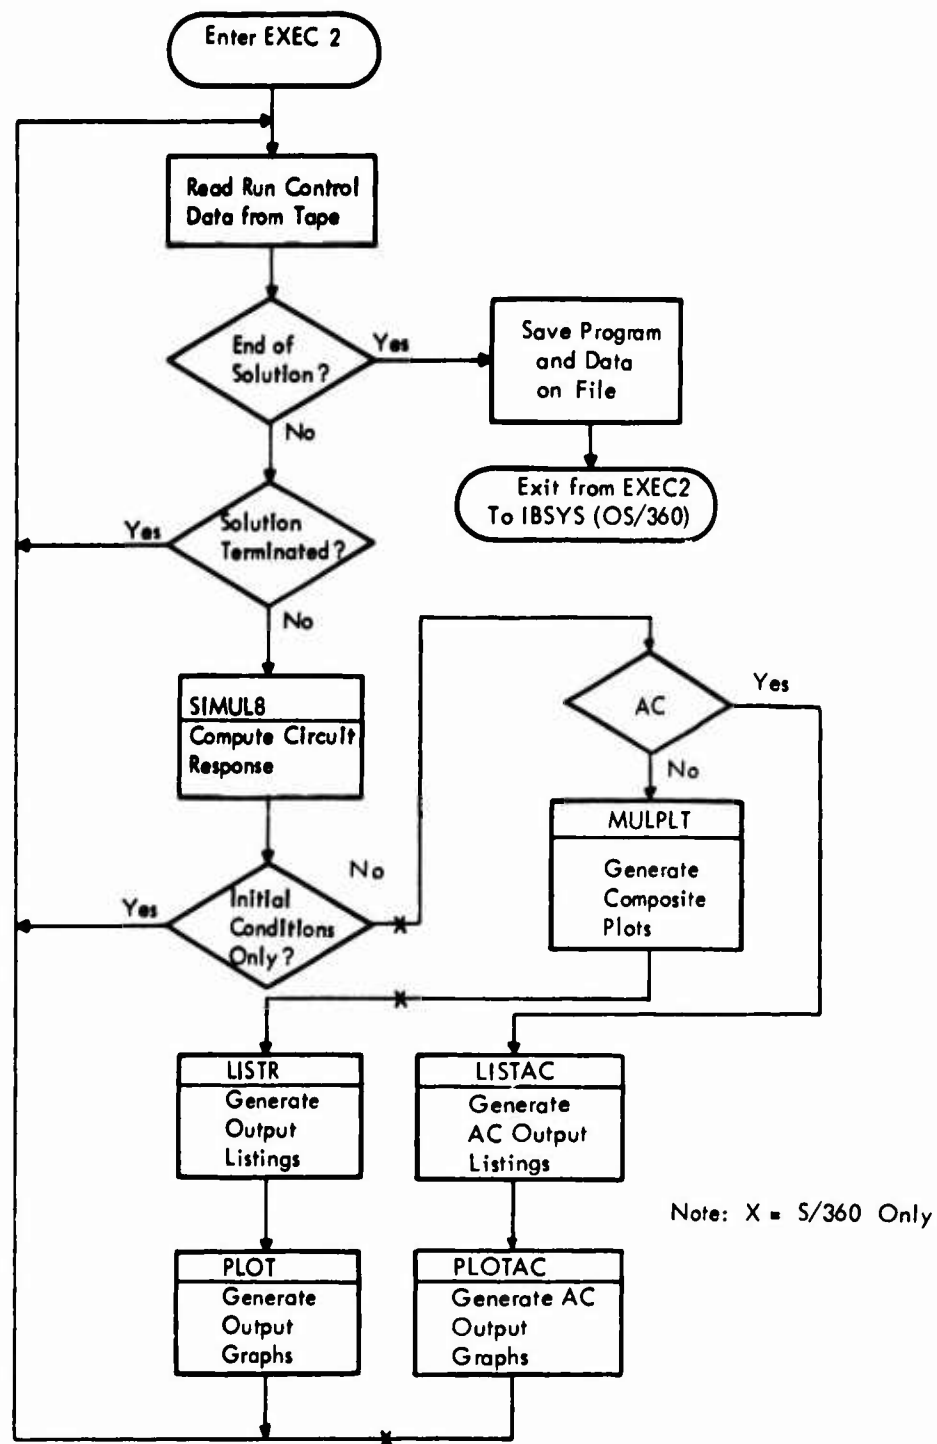 Enter EXEC 2
Read Run Control
Data from Tape
End of
Solution?
Yes
Save Program
and Data
on File
No
Exit from EXEC2
To IBSYS (OS/360)
Yes
Solution
Terminated?
No
SIMUL8
Compute Circuit
Response
AC
Yes
No
MULPLT
Generate
Composite
Plots
No
Yes
Initial
Conditions
Only?
X
X
LISTR
Generate
Output
Listings
LISTAC
Generate
AC Output
Listings
Note: X = S/360 Only
PLOT
Generate
Output
Graphs
PLOTAC
Generate AC
Output
Graphs
X